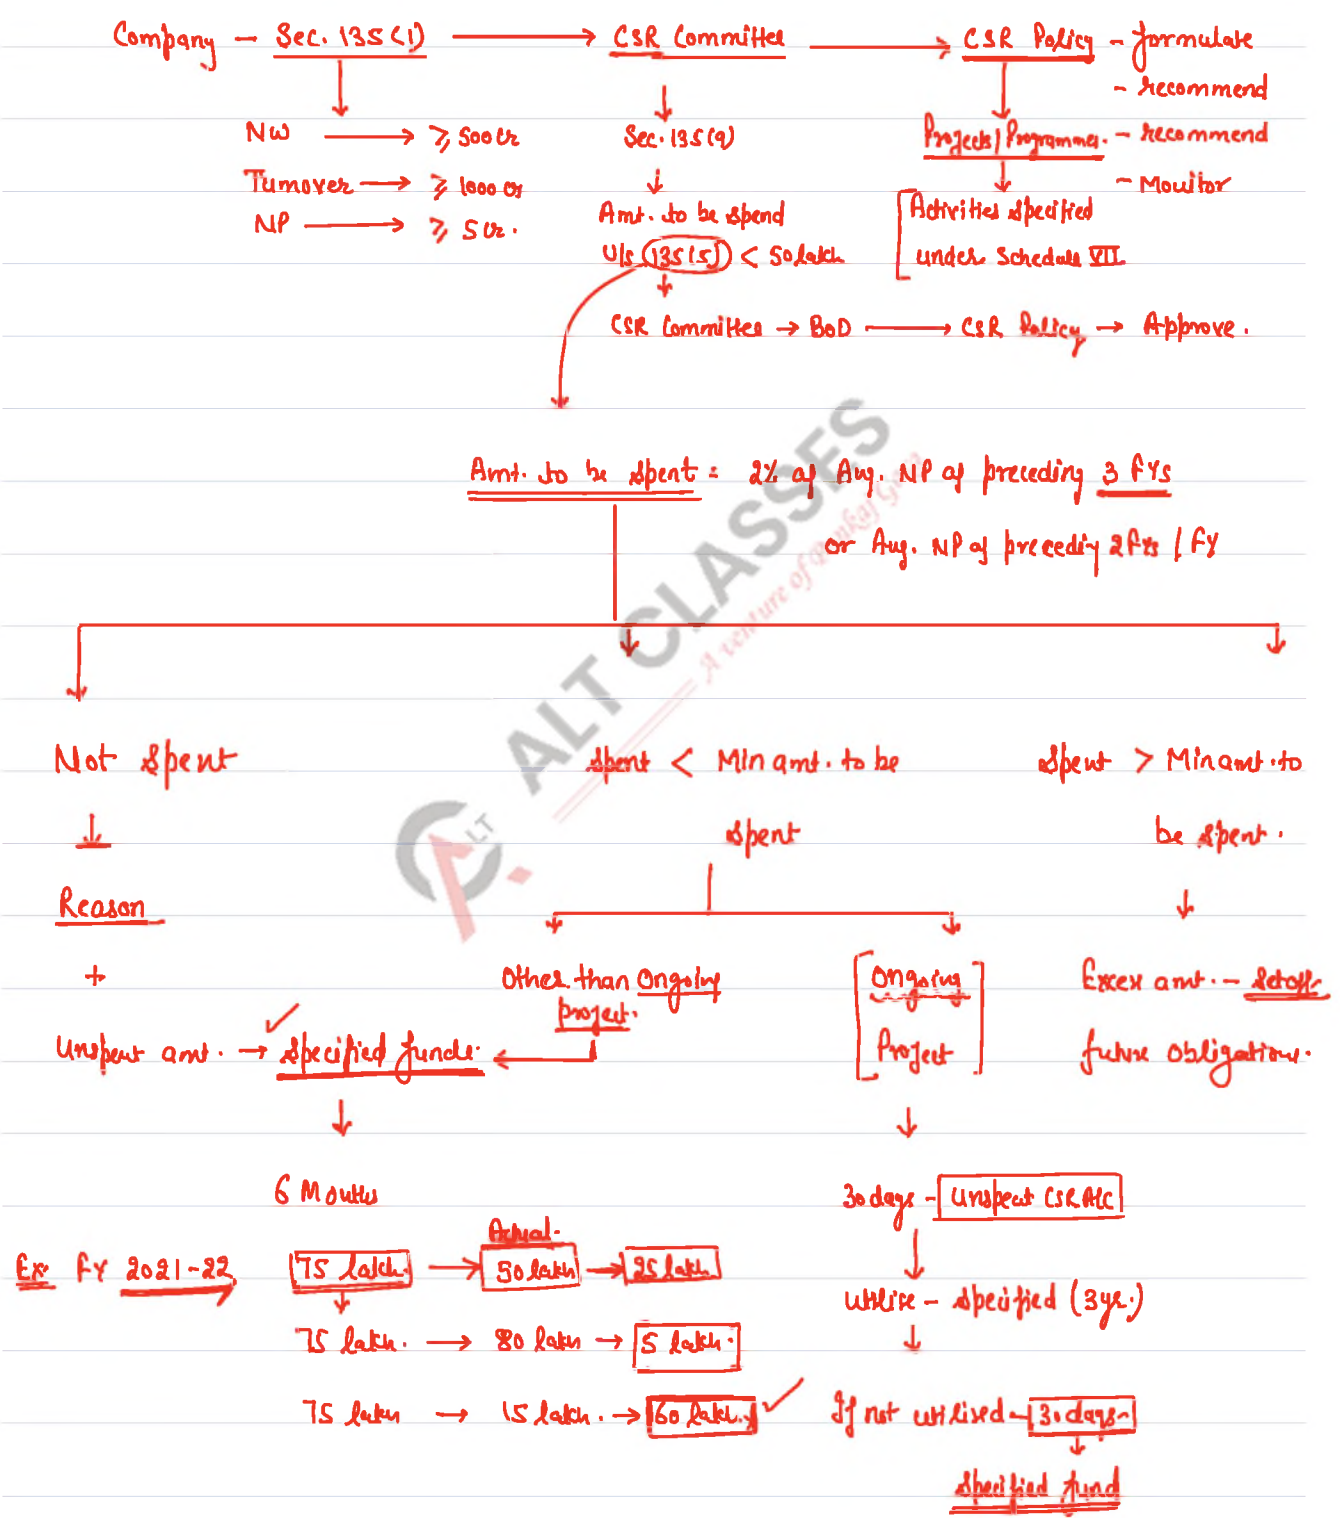 Company – Sec. 135(1) → CSR Committee → CSR Policy – formulate
– recommend
NW → ≥ 500 cr Sec. 135(9) Projects/Programmes. – recommend
Turnover → ≥ 1000 cr – Monitor
NP → ≥ 5 cr. Amt. to be spend Activities specified
U/s 135(5) < 50 lakh under Schedule VII
CSR Committee → BoD → CSR Policy → Approve.
Amt. to be spent = 2% of Avg. NP of preceding 3 FYs
or Avg. NP of preceding 2 FYs / FY
Not spent spent < Min amt. to be spent > Min amt. to
spent be spent.
Reason
+ Other than Ongoing Ongoing Excess amt. – Setoff
project. Project future obligations.
Unspent amt. → Specified funds.
6 Months 30 days – Unspent CSR A/C
Actual.
Ex: FY 2021-22 75 lakh. → 50 lakh → 25 lakh
Utilise – specified (3 yr.)
75 lakh. → 80 lakh → 5 lakh.
75 lakh → 15 lakh. → 60 lakh. If not utilised – 30 days
Specified fund
ALT CLASSES
A venture of Pankaj Garg
LT